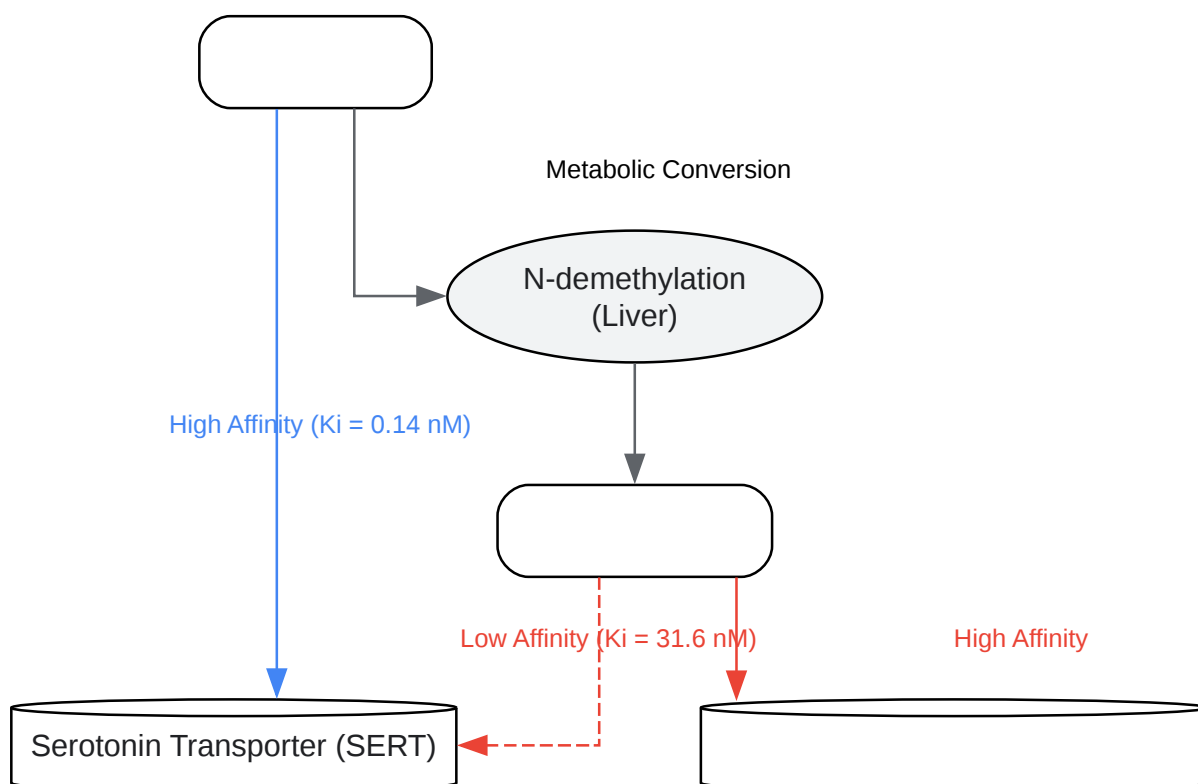 Metabolic Conversion
N-demethylation
(Liver)
High Affinity (Ki = 0.14 nM)
Low Affinity (Ki = 31.6 nM)
High Affinity
Serotonin Transporter (SERT)